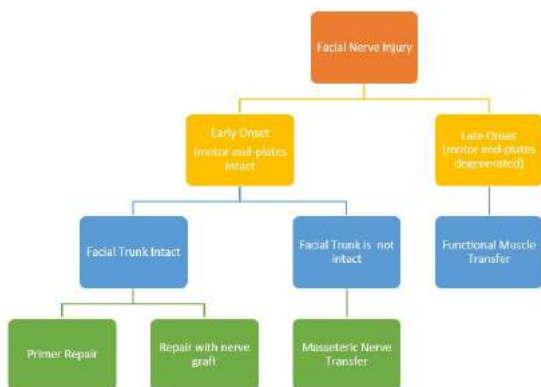 Facial Nerve Injury
Early Onset
(motor end-plates
intact
Late Onset
(motor end-plates
degenerated)
Facial Trunk Intact
Facial Trunk is not
intact
Functional Muscle
Transfer
Primer Repair
Repair with nerve
graft
Masseteric Nerve
Transfer